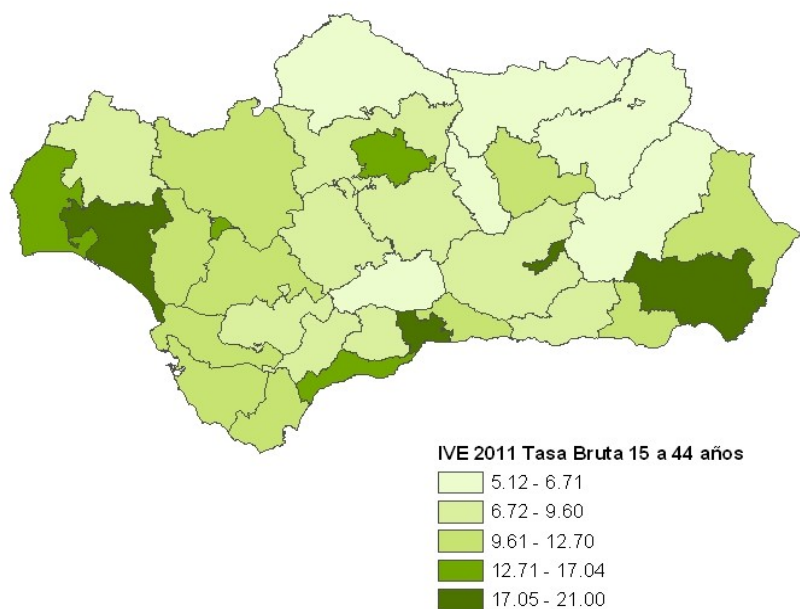 IVE 2011 Tasa Bruta 15 a 44 años
5.12 - 6.71
6.72 - 9.60
9.61 - 12.70
12.71 - 17.04
17.05 - 21.00